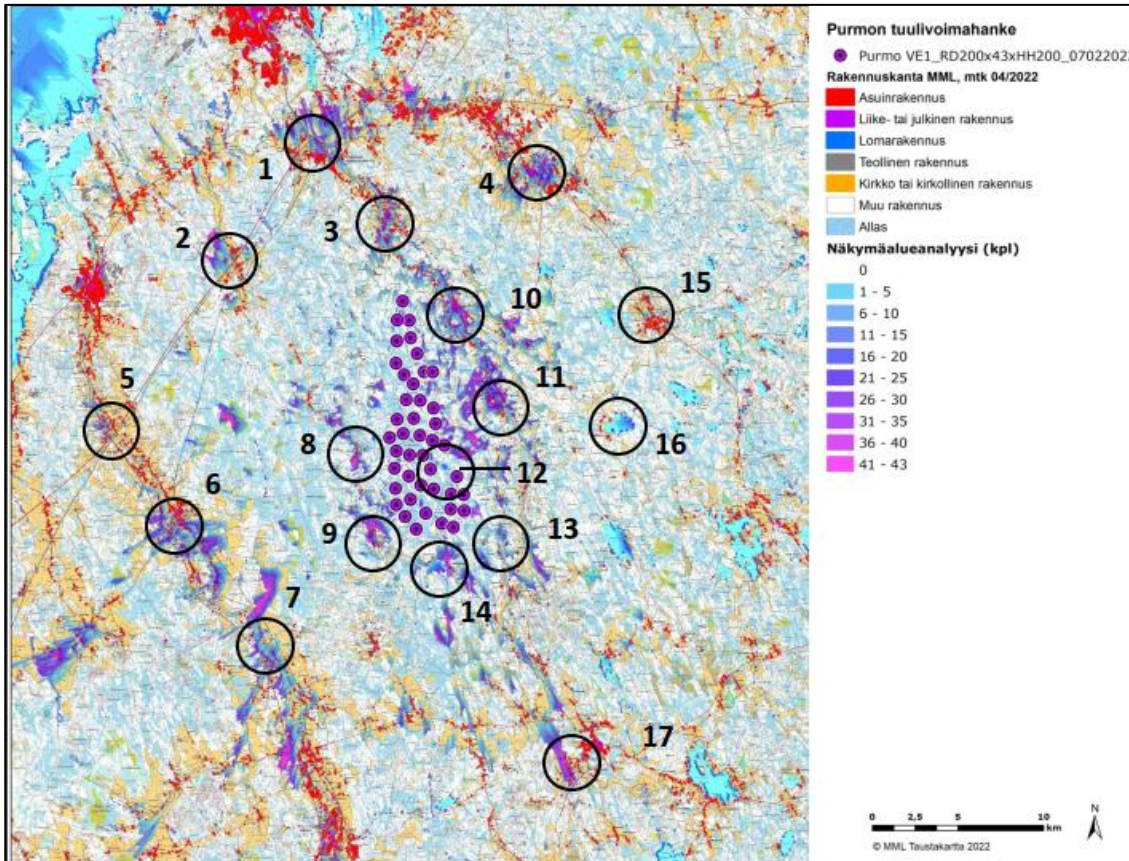 Purmon tuulivoimahanke
Purmo VE1_RD200x43xHH200_0702202
Rakennuskanta MML, mtk 04/2022
Asuinrakennus
Liike- tai julkinen rakennus
Lomarakennus
Teollinen rakennus
Kirkko tai kirkollinen rakennus
Muu rakennus
Allas
Näkymäalueanalyysi (kpl)
0
1 - 5
6 - 10
11 - 15
16 - 20
21 - 25
26 - 30
31 - 35
36 - 40
41 - 43
1
4
3
2
15
10
11
5
16
8
12
6
13
9
7
14
17
0 2,5 5 10
km
N
© MML Taustakartta 2022